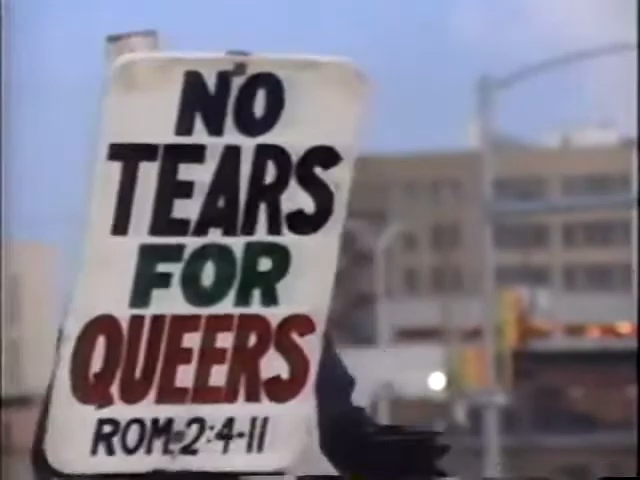 NO
TEARS
FOR
QUEERS
ROM-2:4-11